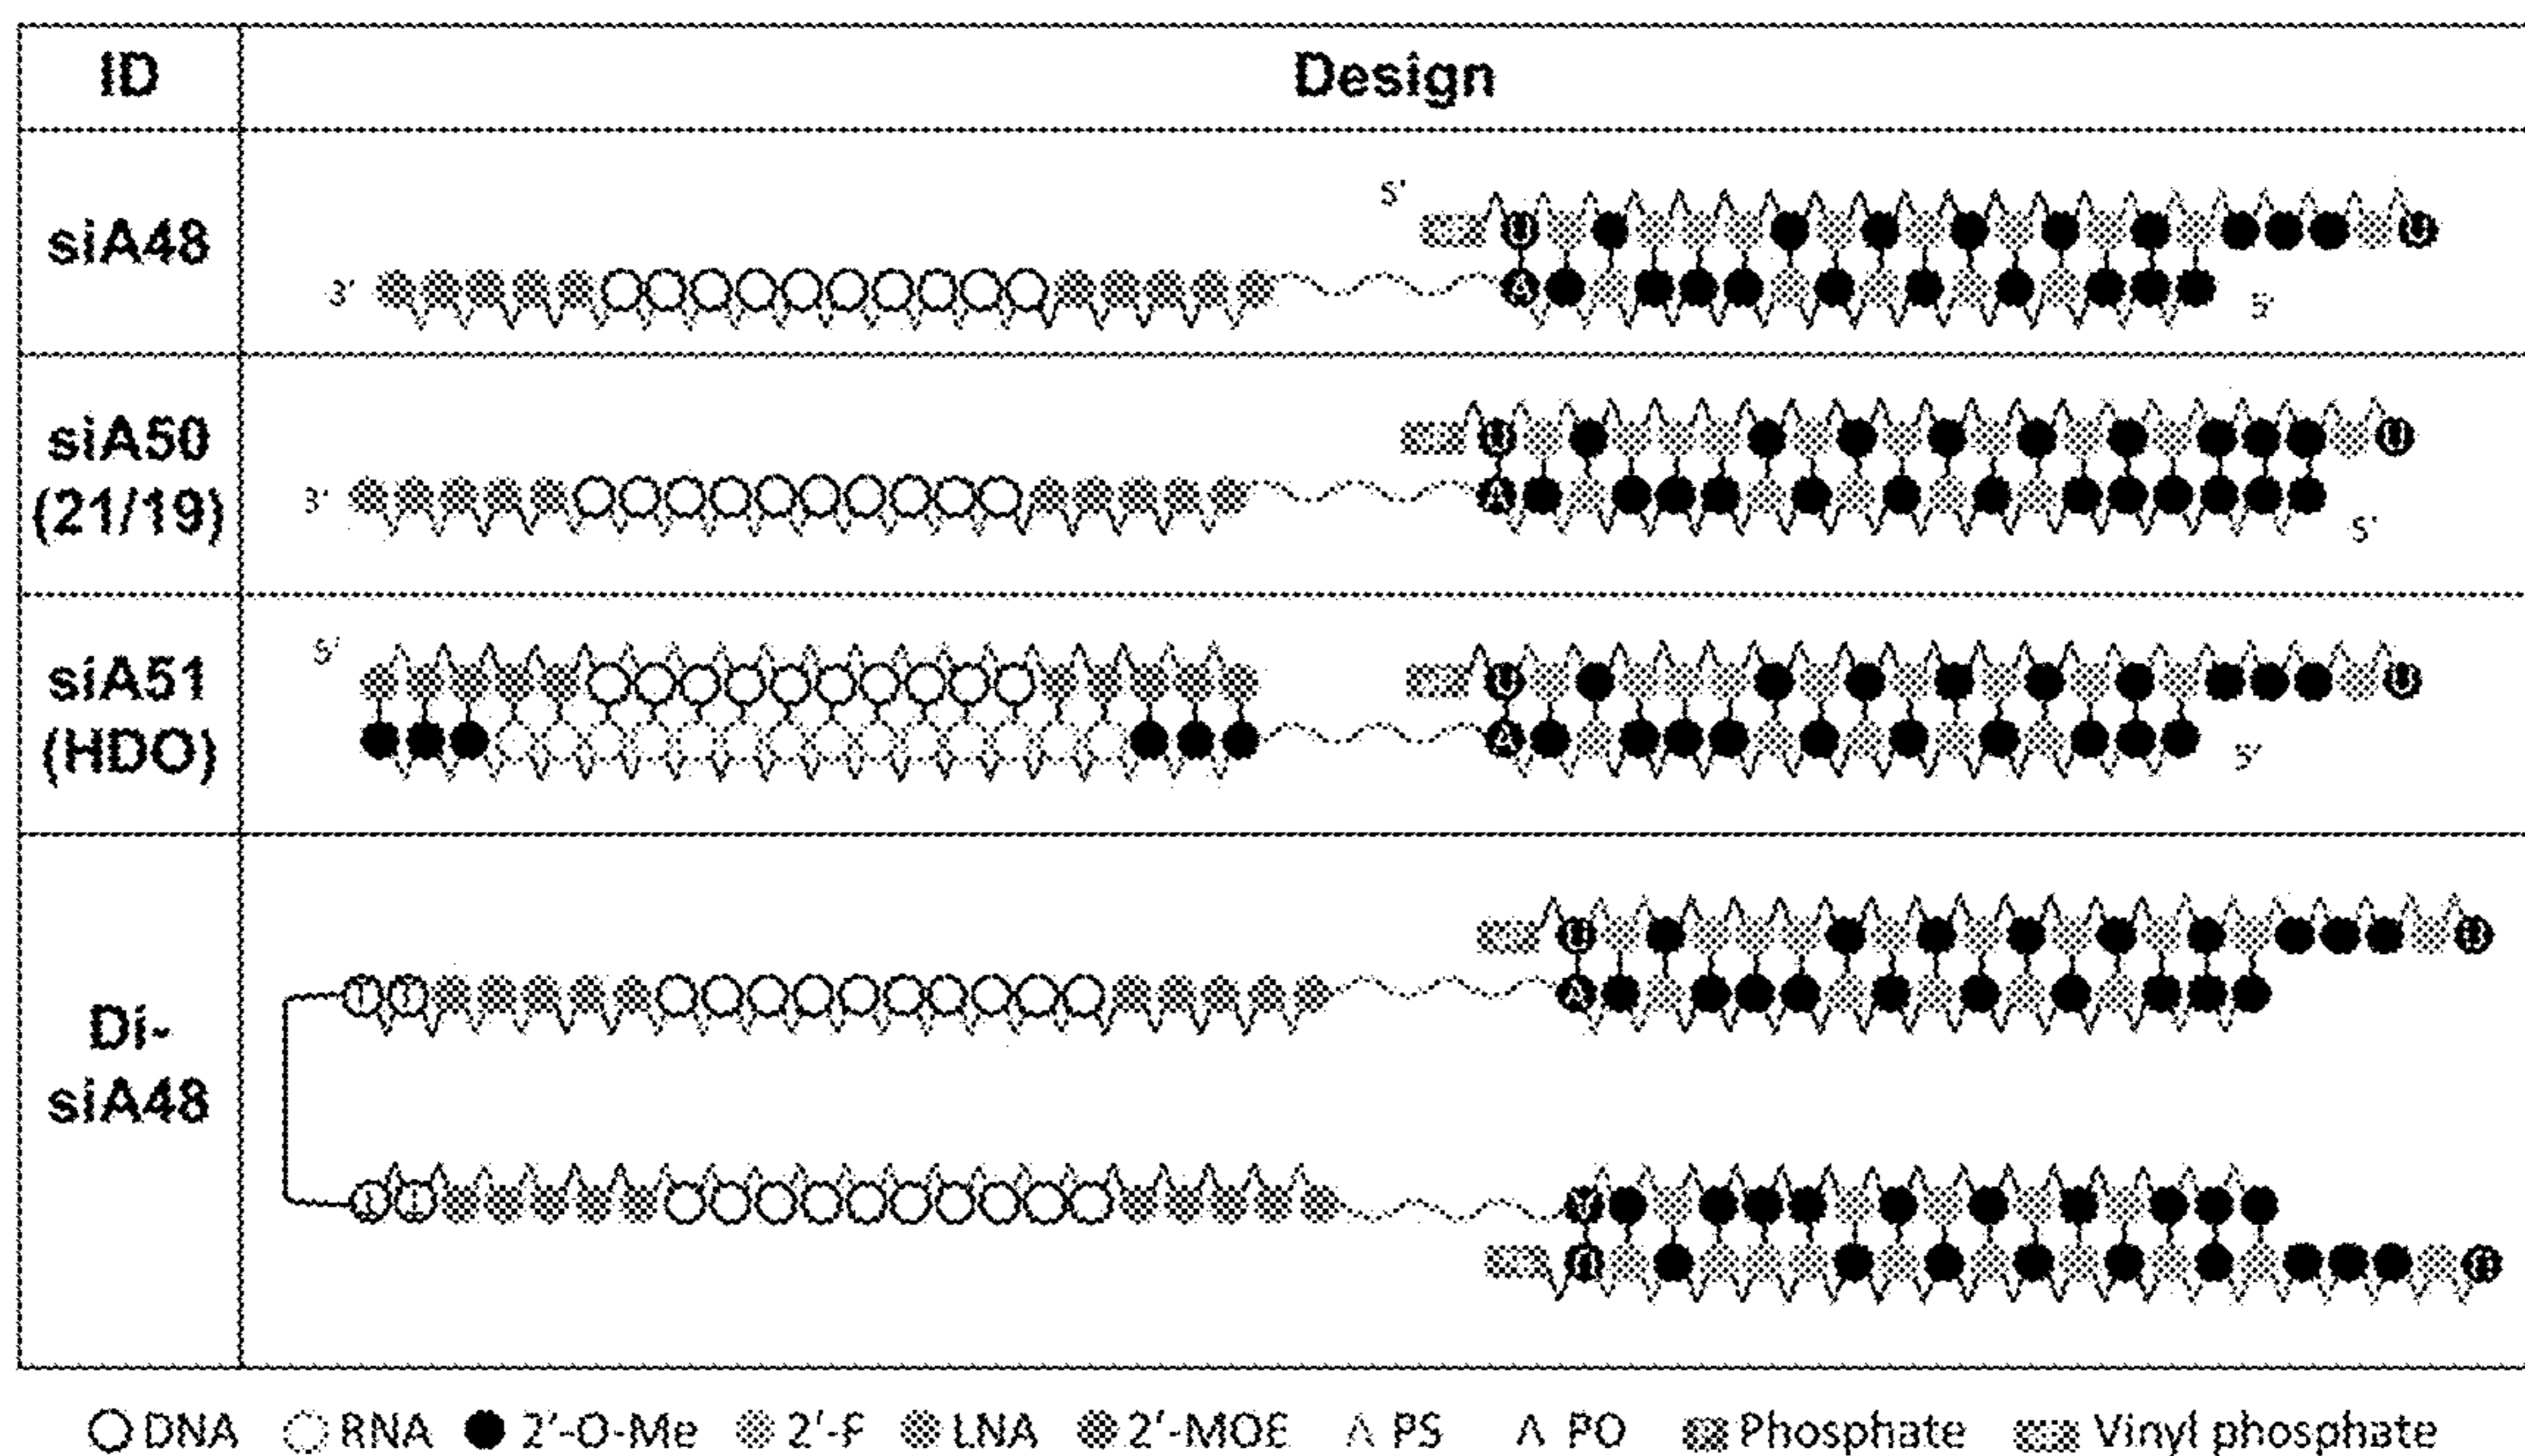 ID
Design
siA48
5'
U
U
3'
A
5'
siA50
(21/19)
U
U
3'
A
5'
siA51
(HDO)
5'
U
U
A
5'
Di-
siA48
A
DNA RNA 2'-O-Me 2'-F LNA 2'-MOE PS PO Phosphate Vinyl phosphate